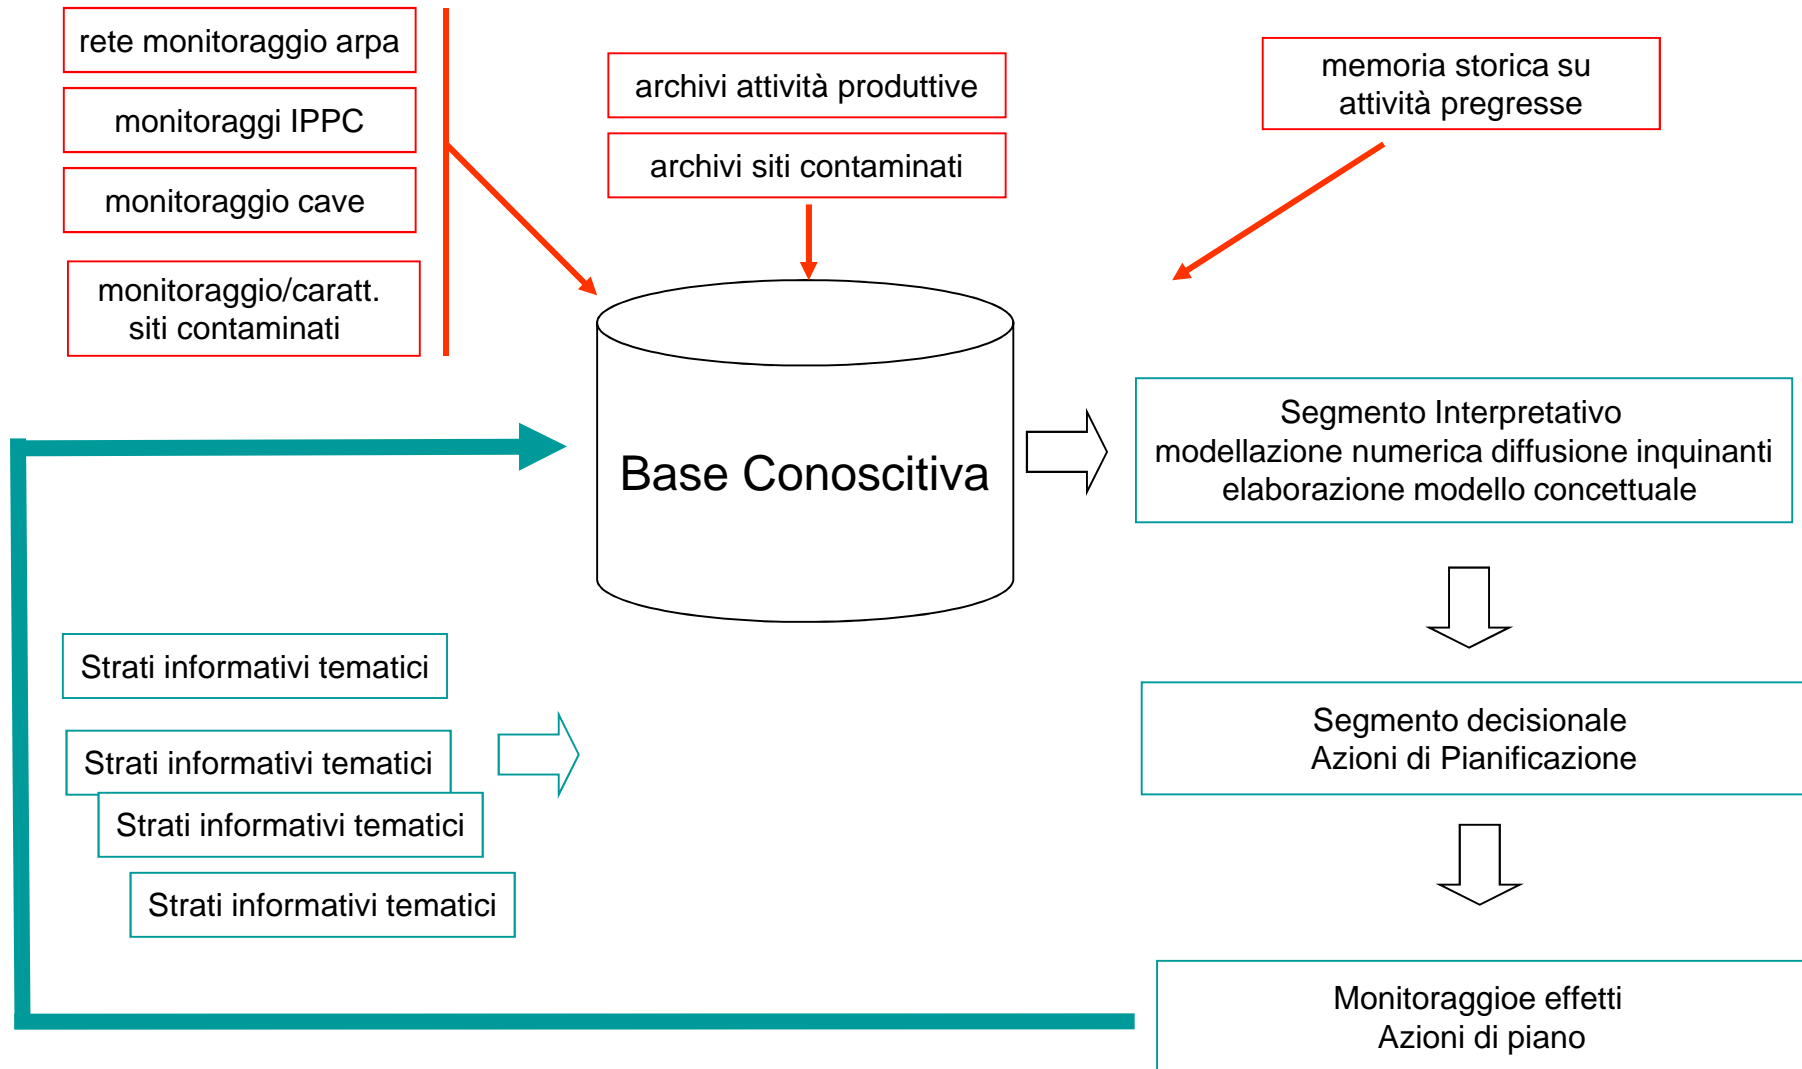 rete monitoraggio arpa
monitoraggi IPPC
monitoraggio cave
monitoraggio/caratt.
siti contaminati
archivi attività produttive
archivi siti contaminati
memoria storica su
attività pregresse
Base Conoscitiva
Segmento Interpretativo
modellazione numerica diffusione inquinanti
elaborazione modello concettuale
Strati informativi tematici
Strati informativi tematici
Strati informativi tematici
Strati informativi tematici
Segmento decisionale
Azioni di Pianificazione
Monitoraggioe effetti
Azioni di piano